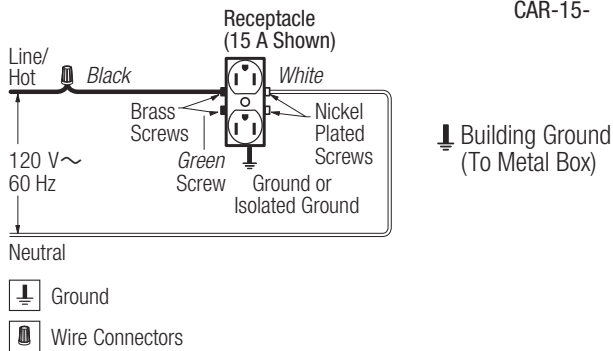 CAR-15-
Receptacle
(15 A Shown)
Line/
Hot
Black
White
Brass
Screws
Nickel
Plated
Screws
Green
Screw
Ground or
Isolated Ground
120 V~
60 Hz
Neutral
Building Ground
(To Metal Box)
Ground
Wire Connectors